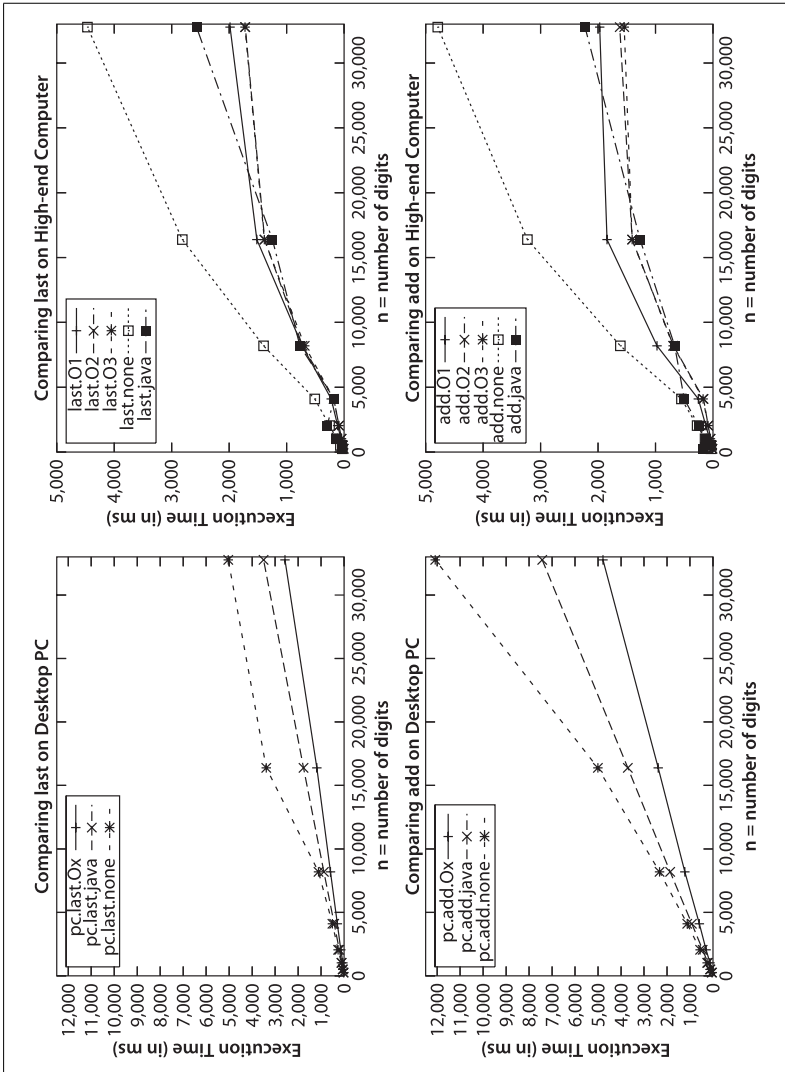 Comparing last on Desktop PC
pc.last.Ox
pc.last.java
pc.last.none
Execution Time (in ms)
12,000
11,000
10,000
9,000
8,000
7,000
6,000
5,000
4,000
3,000
2,000
1,000
0
0
5,000
10,000
15,000
20,000
25,000
30,000
n = number of digits
Comparing last on High-end Computer
last.O1
last.O2
last.O3
last.none
last.java
Execution Time (in ms)
5,000
4,000
3,000
2,000
1,000
0
0
5,000
10,000
15,000
20,000
25,000
30,000
n = number of digits
Comparing add on Desktop PC
pc.add.Ox
pc.add.java
pc.add.none
Execution Time (in ms)
12,000
11,000
10,000
9,000
8,000
7,000
6,000
5,000
4,000
3,000
2,000
1,000
0
0
5,000
10,000
15,000
20,000
25,000
30,000
n = number of digits
Comparing add on High-end Computer
add.O1
add.O2
add.O3
add.none
add.java
Execution Time (in ms)
5,000
4,000
3,000
2,000
1,000
0
0
5,000
10,000
15,000
20,000
25,000
30,000
n = number of digits